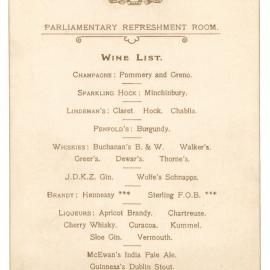 PARLIAMENTARY REFRESHMENT ROOM.
WINE LIST.
CHAMPAGNE: Pommery and Greno.
SPARKLING HOCK: Minchinbury.
LINDEMAN'S: Claret. Hock. Chablis.
PENFOLD'S: Burgundy.
WHISKIES: Buchanan's B. & W. Walker's.
Greer's. Dewar's. Thorne's.
J.D.K.Z. Gin. Wolfe's Schnapps.
BRANDY: Hennessy *** Sterling F.O.B. ***
LIQUEURS: Apricot Brandy. Chartreuse.
Cherry Whisky. Curacoa. Kummel.
Sloe Gin. Vermouth.
McEwan's India Pale Ale.
Guinness's Dublin Stout.